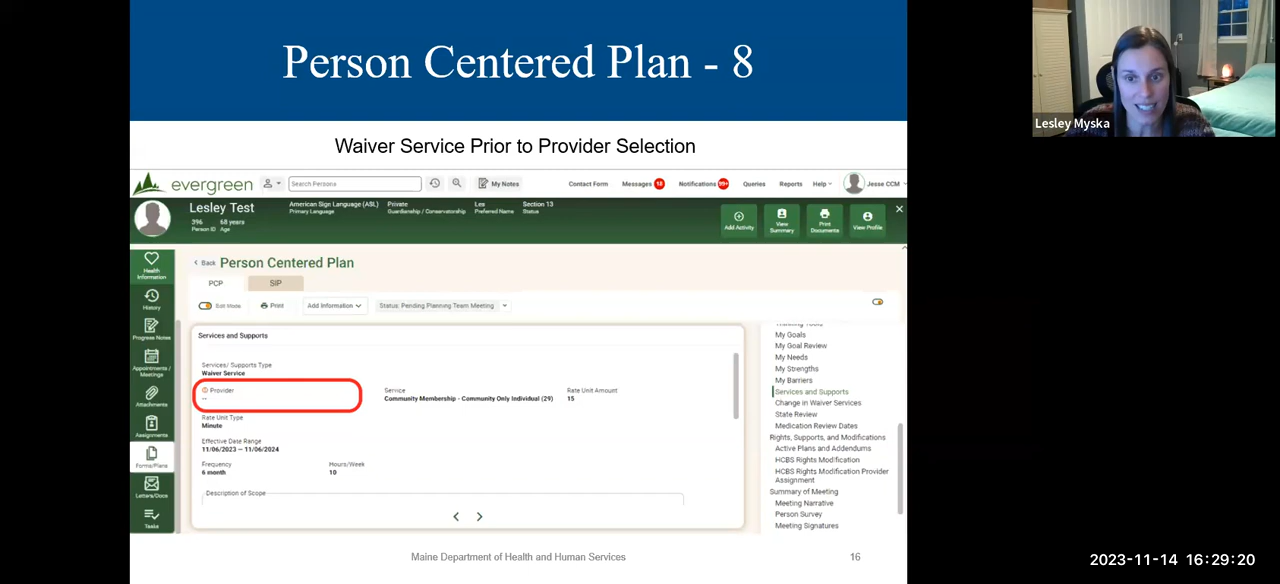 Person Centered Plan - 8
Lesley Myska
Waiver Service Prior to Provider Selection
evergreen
Search Persons
My Notes
Contact Form
Messages 18
Notifications 99+
Queries
Reports
Help
Jesse CCM
Lesley Test
396 68 years
Person ID Age
American Sign Language (ASL)
Primary Language
Private
Guardianship / Conservatorship
Les
Preferred Name
Section 13
Status
Add Activity
View Summary
Print Documents
View Profile
Health Information
History
Progress Notes
Appointments / Meetings
Attachments
Assignments
Forms/Plans
Letters/Docs
Tasks
Back Person Centered Plan
PCP SIP
Edit Mode Print Add Information Status: Pending Planning Team Meeting
Services and Supports
Services/ Supports Type
Waiver Service
Provider
--
Service
Community Membership - Community Only Individual (29)
Rate Unit Amount
15
Rate Unit Type
Minute
Effective Date Range
11/06/2023 — 11/06/2024
Frequency
6 month
Hours/Week
10
Description of Scope
My Goals
My Goal Review
My Needs
My Strengths
My Barriers
Services and Supports
Change in Waiver Services
State Review
Medication Review Dates
Rights, Supports, and Modifications
Active Plans and Addendums
HCBS Rights Modification
HCBS Rights Modification Provider
Assignment
Summary of Meeting
Meeting Narrative
Person Survey
Meeting Signatures
Maine Department of Health and Human Services
16
2023-11-14 16:29:20